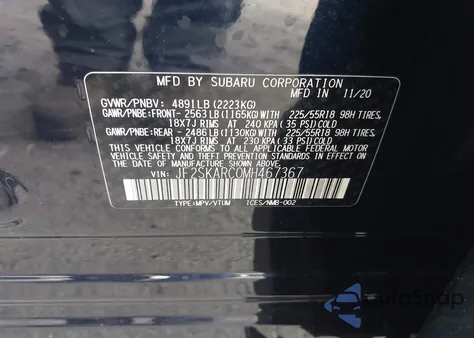 MFD BY SUBARU CORPORATION
MFD IN 11/20
GVWR/PNBV: 4891LB (2223KG)
GAWR/PNBE: FRONT- 2563LB (1165KG) WITH 225/55R18 98H TIRES,
18X7J RIMS AT 240 KPA (35 PSI) COLD
GAWR/PNBE: REAR - 2486LB (1130KG) WITH 225/55R18 98H TIRES,
18X7J RIMS AT 230 KPA (33 PSI) COLD
THIS VEHICLE CONFORMS TO ALL APPLICABLE
FEDERAL MOTOR VEHICLE SAFETY, BUMPER, AND
THEFT PREVENTION STANDARDS IN EFFECT ON
THE DATE OF MANUFACTURE SHOWN ABOVE.
VIN: JF2SKARC0MH467367
TYPE:MPV/VTUM ICES/NMB-002
AutoSnap